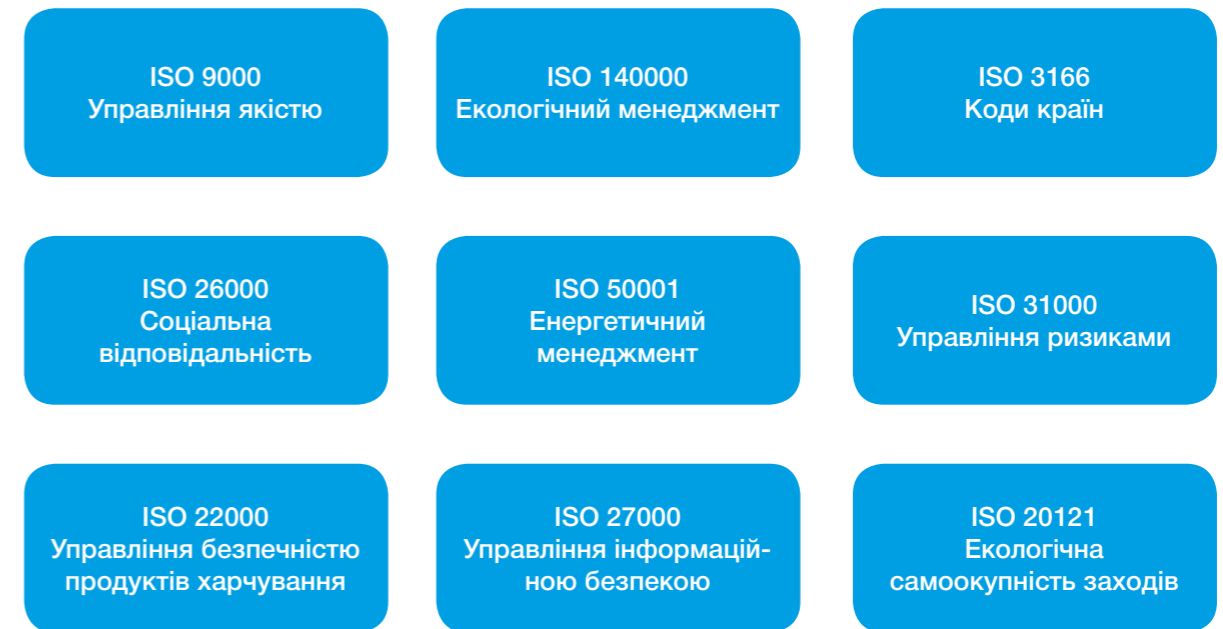 ISO 9000
Управління якістю
ISO 140000
Екологічний менеджмент
ISO 3166
Коди країн
ISO 26000
Соціальна
відповідальність
ISO 50001
Енергетичний
менеджмент
ISO 31000
Управління ризиками
ISO 22000
Управління безпечністю
продуктів харчування
ISO 27000
Управління інформацій-
ною безпекою
ISO 20121
Екологічна
самоокупність заходів